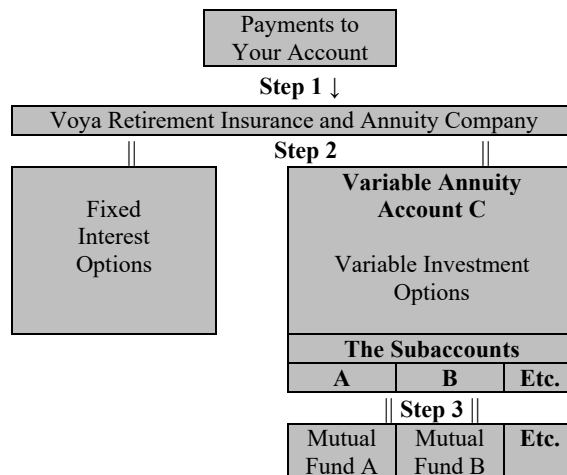 Payments to
Your Account
Step 1 ↓
Voya Retirement Insurance and Annuity Company
|| Step 2 ||
Fixed
Interest
Options
Variable Annuity
Account C
Variable Investment
Options
The Subaccounts
A B Etc.
|| Step 3 ||
Mutual Fund A
Mutual Fund B
Etc.